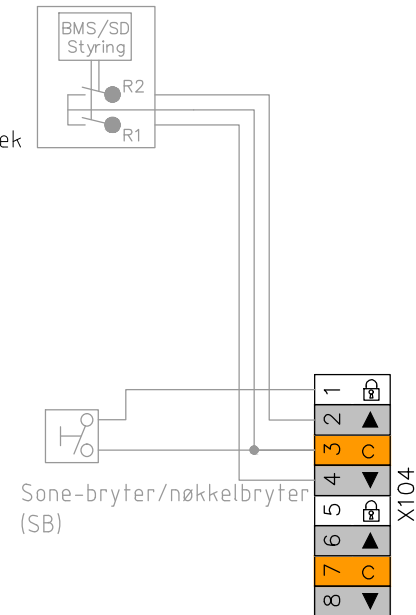 BMS/SD
Styring
R2
R1
ek
Sone-bryter/nøkkelbryter
(SB)
1
2
3 C
4
5
6
7 C
8
X104